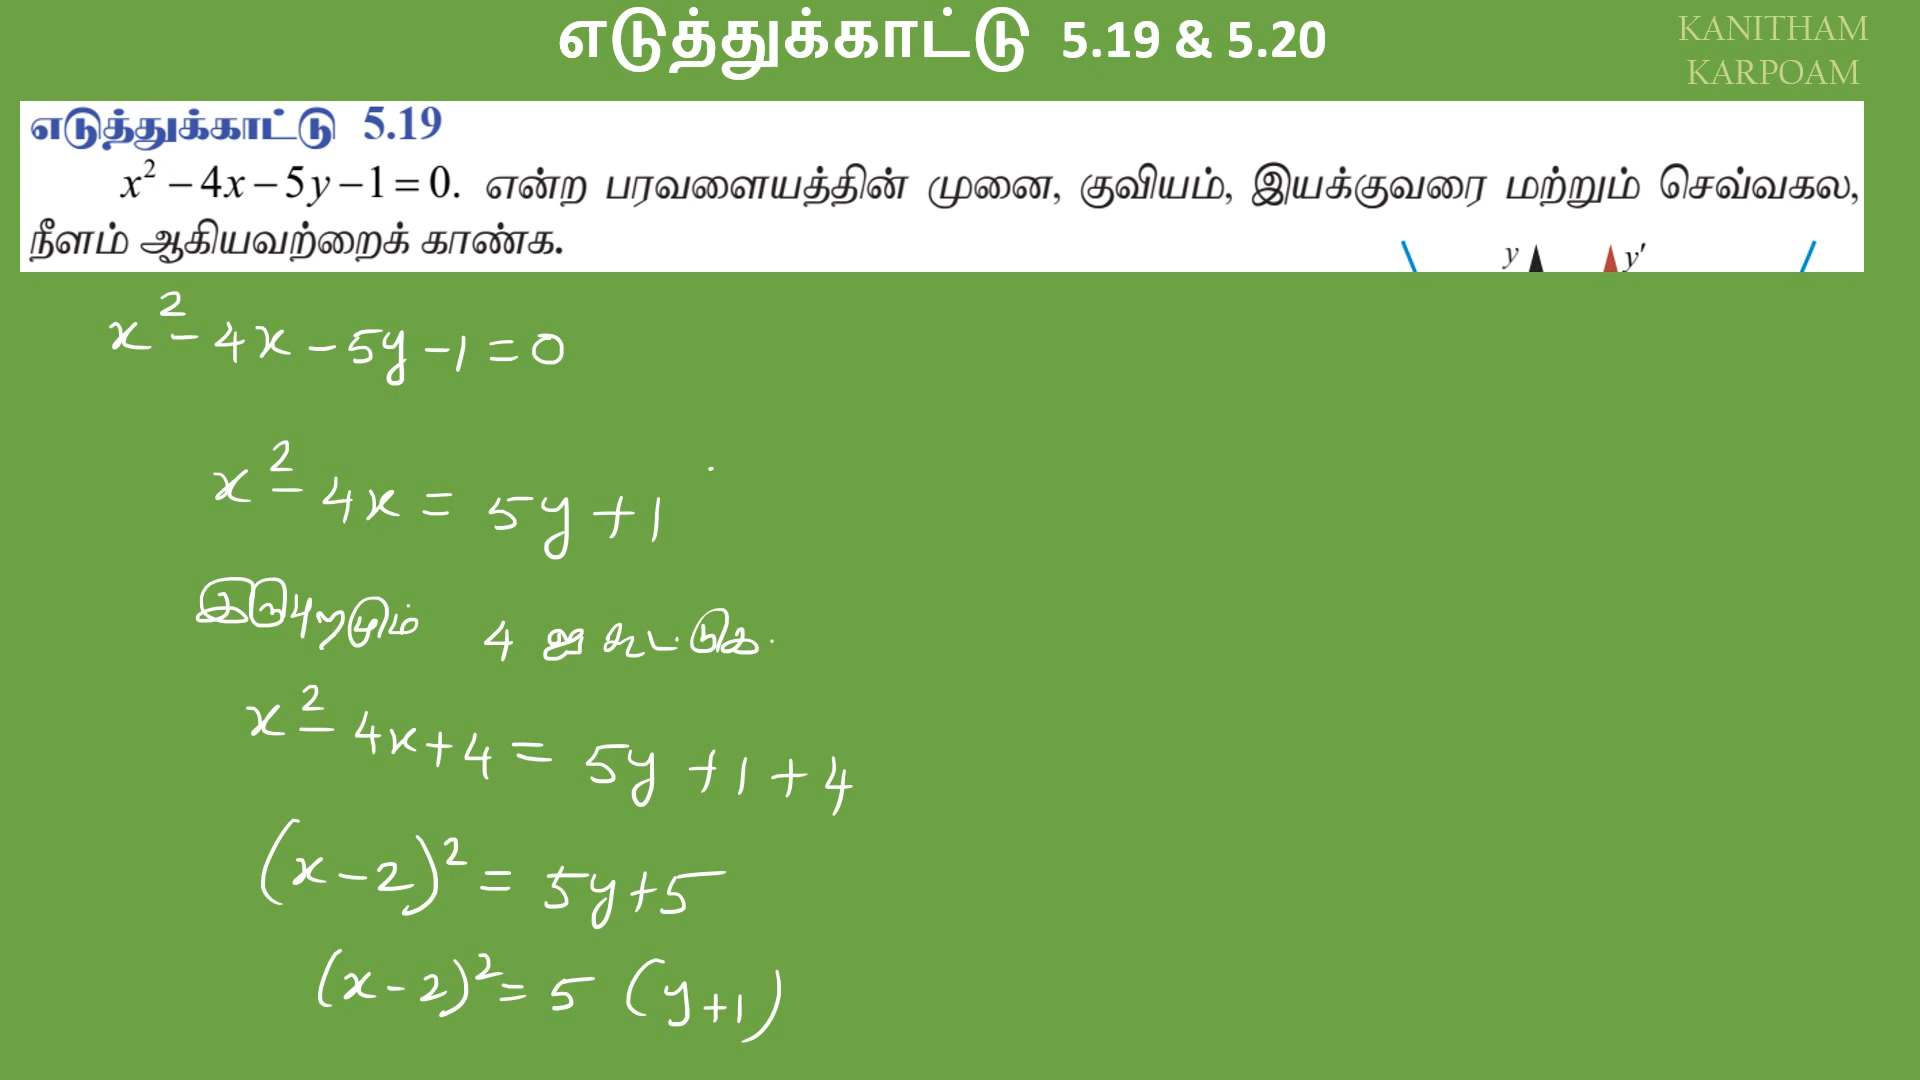 எடுத்துக்காட்டு 5.19 & 5.20
KANITHAM
KARPOAM
எடுத்துக்காட்டு 5.19
x² – 4x – 5y – 1 = 0. என்ற பரவளையத்தின் முனை, குவியம், இயக்குவரை மற்றும் செவ்வகல,
நீளம் ஆகியவற்றைக் காண்க.
y y′
x² – 4x – 5y – 1 = 0
x² – 4x = 5y + 1
இருபுறமும் 4 ஐ கூட்டுக.
x² – 4x + 4 = 5y + 1 + 4
(x – 2)² = 5y + 5
(x – 2)² = 5 (y + 1)